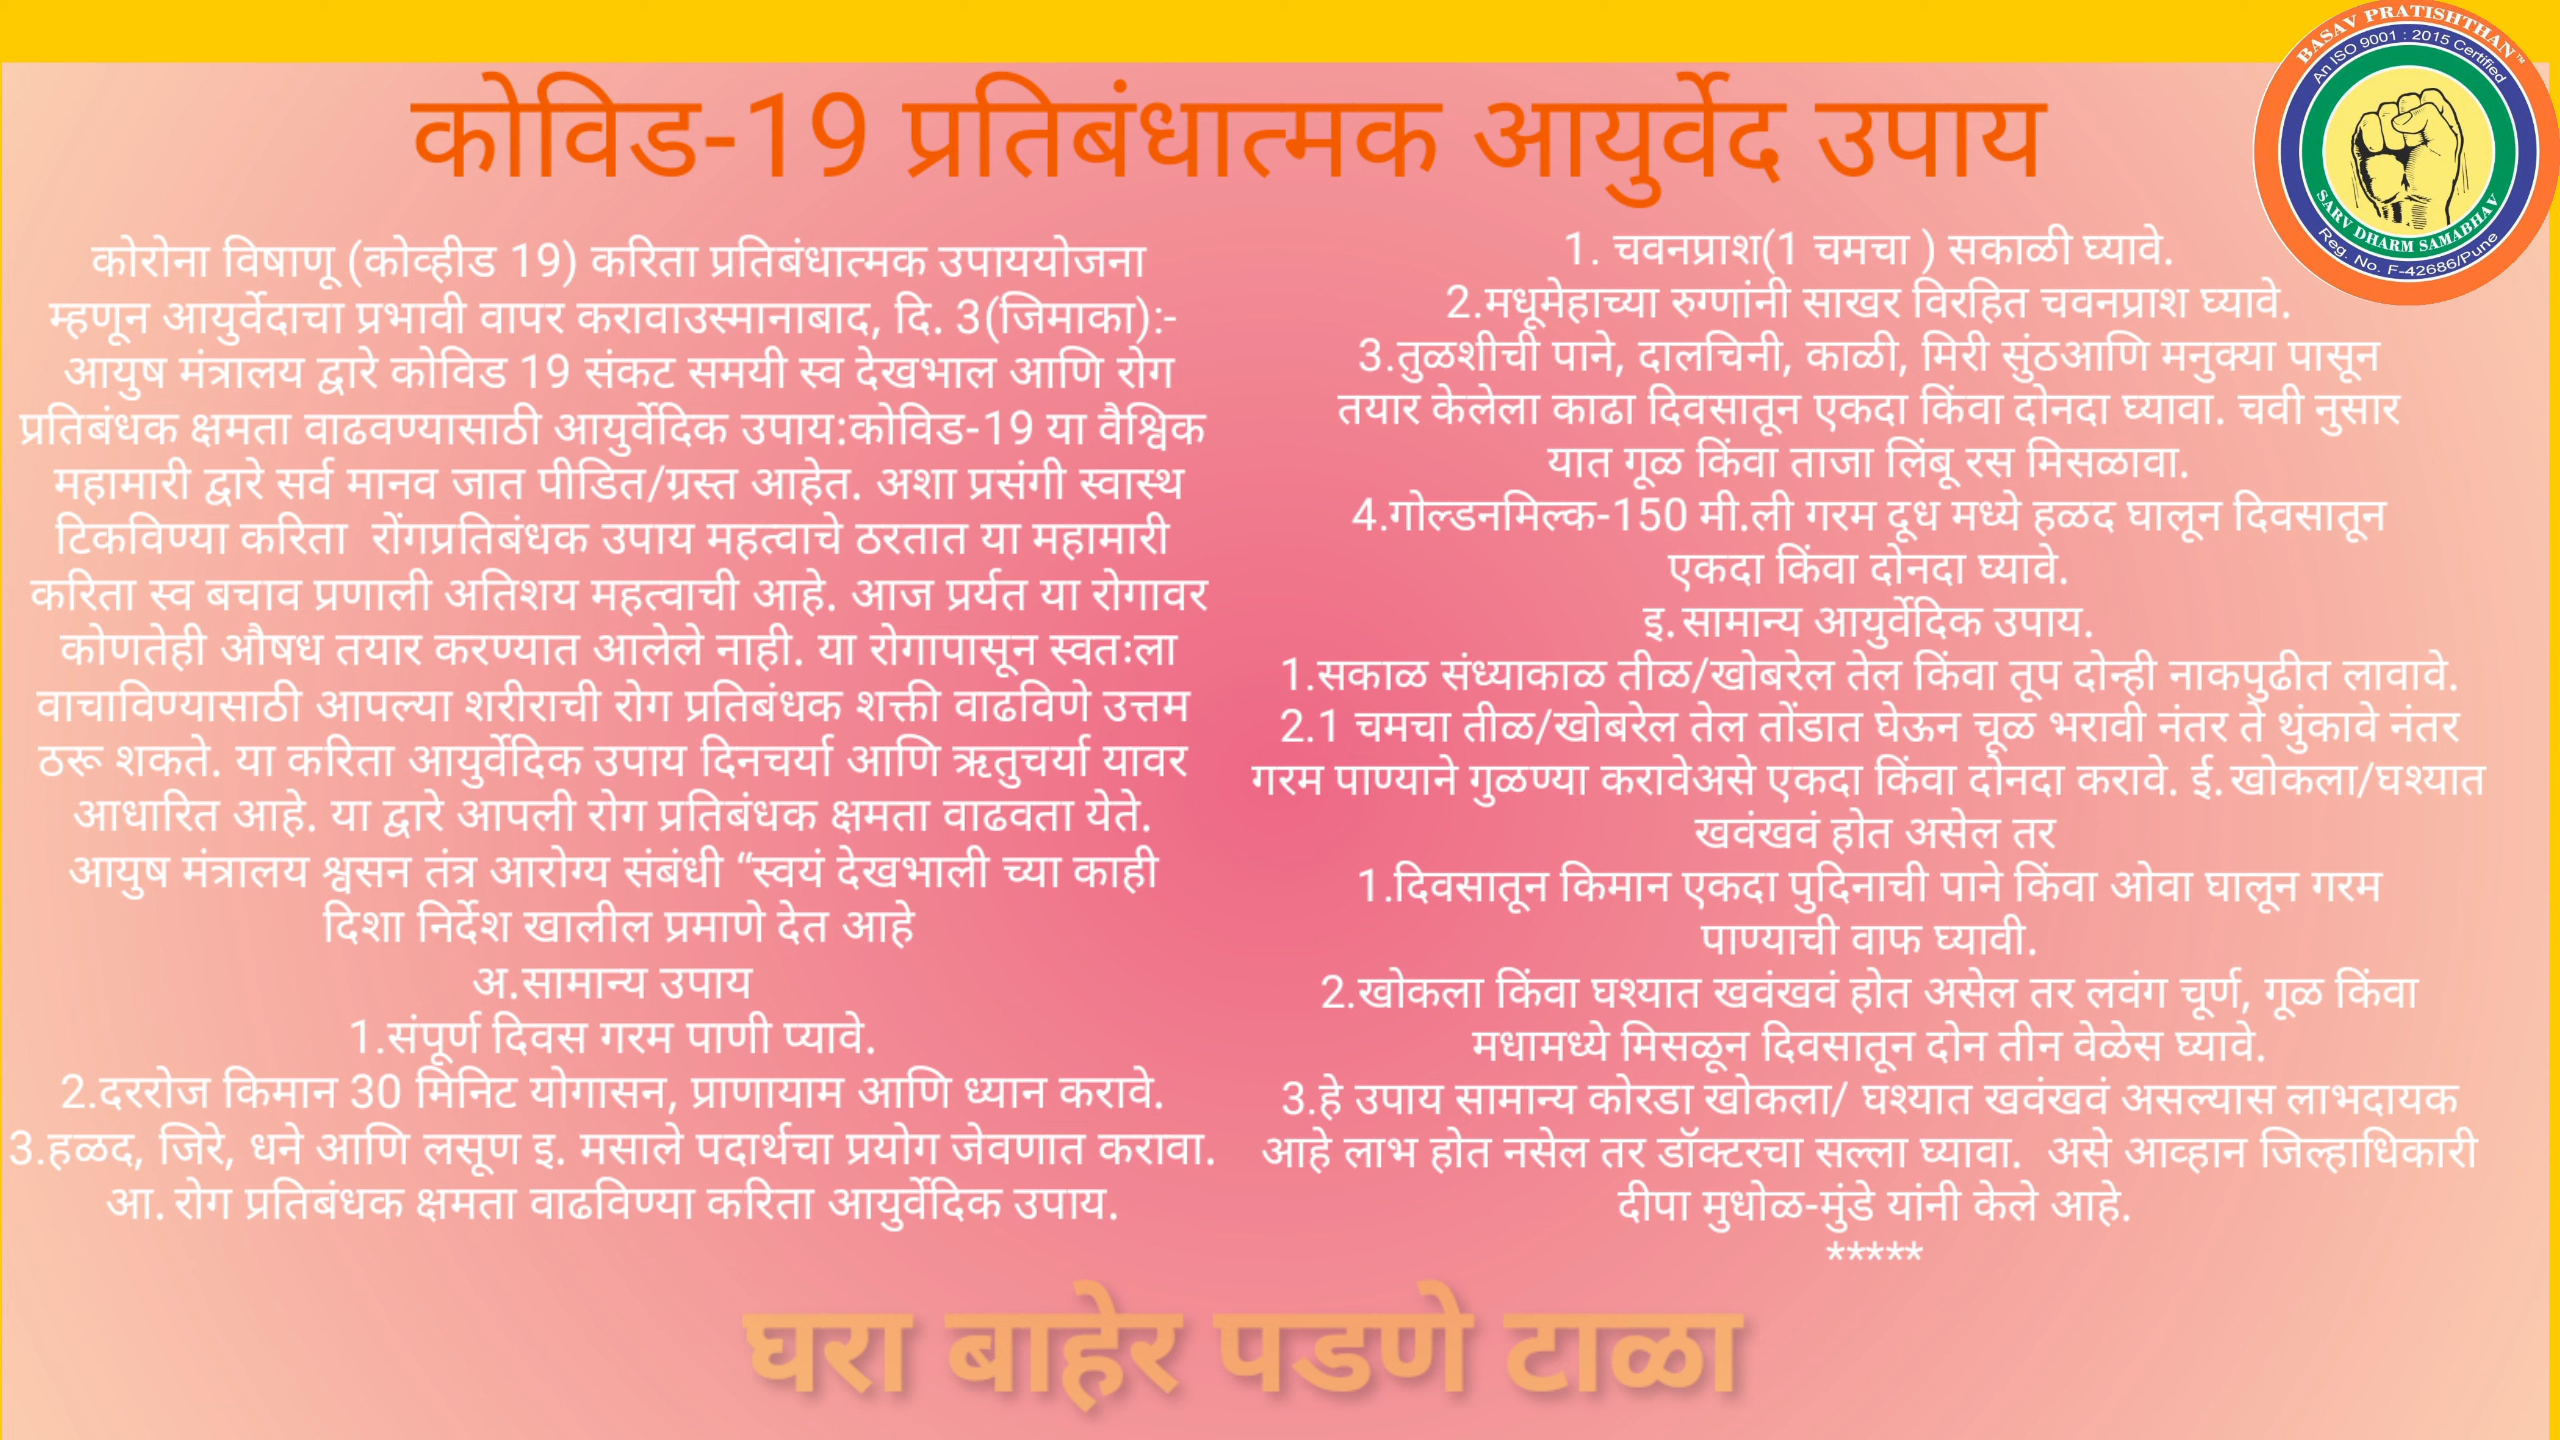 कोविड-19 प्रतिबंधात्मक आयुर्वेद उपाय
BASAV PRATISHTHAN™
An ISO 9001 : 2015 Certified
SARV DHARM SAMABHAV
Reg. No. F-42686/Pune
कोरोना विषाणू (कोव्हीड 19) करिता प्रतिबंधात्मक उपाययोजना
म्हणून आयुर्वेदाचा प्रभावी वापर करावाउस्मानाबाद, दि. 3(जिमाका):-
आयुष मंत्रालय द्वारे कोविड 19 संकट समयी स्व देखभाल आणि रोग
प्रतिबंधक क्षमता वाढवण्यासाठी आयुर्वेदिक उपाय:कोविड-19 या वैश्विक
महामारी द्वारे सर्व मानव जात पीडित/ग्रस्त आहेत. अशा प्रसंगी स्वास्थ
टिकविण्या करिता रोंगप्रतिबंधक उपाय महत्वाचे ठरतात या महामारी
करिता स्व बचाव प्रणाली अतिशय महत्वाची आहे. आज प्रर्यत या रोगावर
कोणतेही औषध तयार करण्यात आलेले नाही. या रोगापासून स्वतःला
वाचाविण्यासाठी आपल्या शरीराची रोग प्रतिबंधक शक्ती वाढविणे उत्तम
ठरू शकते. या करिता आयुर्वेदिक उपाय दिनचर्या आणि ऋतुचर्या यावर
आधारित आहे. या द्वारे आपली रोग प्रतिबंधक क्षमता वाढवता येते.
आयुष मंत्रालय श्वसन तंत्र आरोग्य संबंधी “स्वयं देखभाली च्या काही
दिशा निर्देश खालील प्रमाणे देत आहे
अ.सामान्य उपाय
1.संपूर्ण दिवस गरम पाणी प्यावे.
2.दररोज किमान 30 मिनिट योगासन, प्राणायाम आणि ध्यान करावे.
3.हळद, जिरे, धने आणि लसूण इ. मसाले पदार्थचा प्रयोग जेवणात करावा.
आ. रोग प्रतिबंधक क्षमता वाढविण्या करिता आयुर्वेदिक उपाय.
1. चवनप्राश(1 चमचा ) सकाळी घ्यावे.
2.मधूमेहाच्या रुग्णांनी साखर विरहित चवनप्राश घ्यावे.
3.तुळशीची पाने, दालचिनी, काळी, मिरी सुंठआणि मनुक्या पासून
तयार केलेला काढा दिवसातून एकदा किंवा दोनदा घ्यावा. चवी नुसार
यात गूळ किंवा ताजा लिंबू रस मिसळावा.
4.गोल्डनमिल्क-150 मी.ली गरम दूध मध्ये हळद घालून दिवसातून
एकदा किंवा दोनदा घ्यावे.
इ. सामान्य आयुर्वेदिक उपाय.
1.सकाळ संध्याकाळ तीळ/खोबरेल तेल किंवा तूप दोन्ही नाकपुढीत लावावे.
2.1 चमचा तीळ/खोबरेल तेल तोंडात घेऊन चूळ भरावी नंतर ते थुंकावे नंतर
गरम पाण्याने गुळण्या करावेअसे एकदा किंवा दोनदा करावे. ई. खोकला/घश्यात
खवंखवं होत असेल तर
1.दिवसातून किमान एकदा पुदिनाची पाने किंवा ओवा घालून गरम
पाण्याची वाफ घ्यावी.
2.खोकला किंवा घश्यात खवंखवं होत असेल तर लवंग चूर्ण, गूळ किंवा
मधामध्ये मिसळून दिवसातून दोन तीन वेळेस घ्यावे.
3.हे उपाय सामान्य कोरडा खोकला/ घश्यात खवंखवं असल्यास लाभदायक
आहे लाभ होत नसेल तर डॉक्टरचा सल्ला घ्यावा. असे आव्हान जिल्हाधिकारी
दीपा मुधोळ-मुंडे यांनी केले आहे.
*****
घरा बाहेर पडणे टाळा